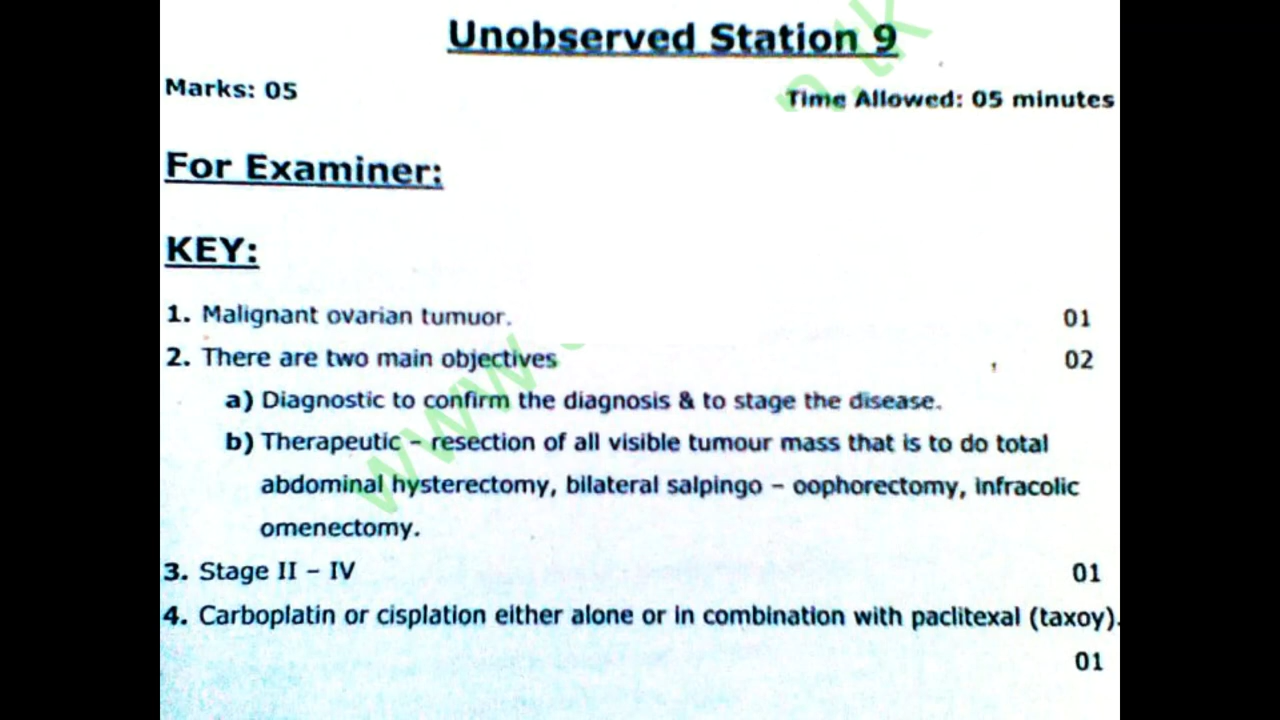 Unobserved Station 9
Marks: 05
Time Allowed: 05 minutes
For Examiner:
KEY:
1. Malignant ovarian tumuor. 01
2. There are two main objectives 02
a) Diagnostic to confirm the diagnosis & to stage the disease.
b) Therapeutic – resection of all visible tumour mass that is to do total
abdominal hysterectomy, bilateral salpingo – oophorectomy, infracolic
omenectomy.
3. Stage II – IV 01
4. Carboplatin or cisplation either alone or in combination with paclitexal (taxoy).
01
www.
n.tk